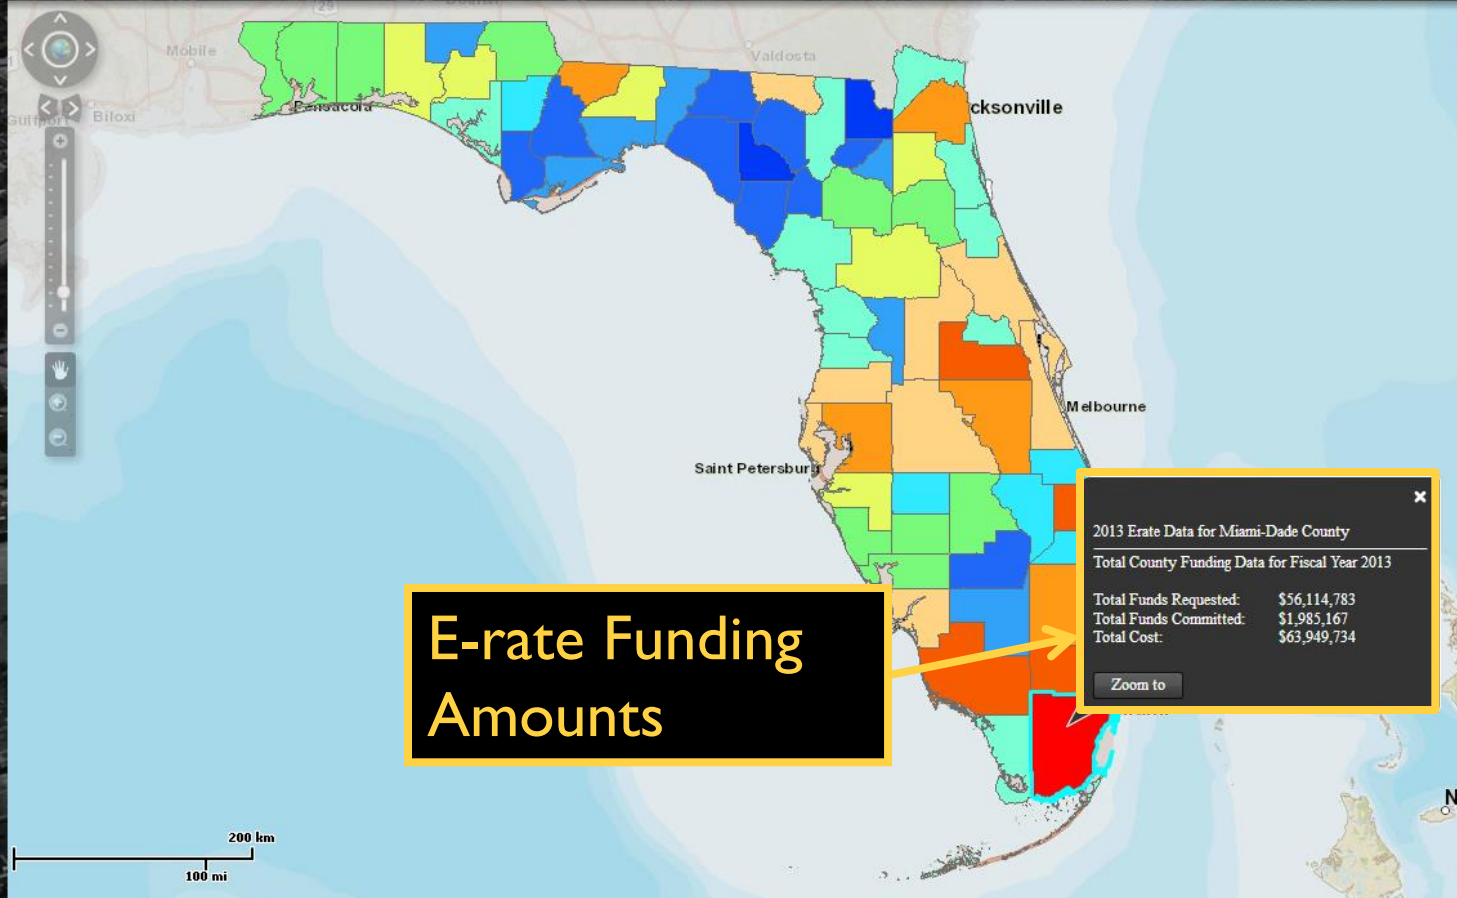 29
Mobile
Valdosta
Pensacola
cksonville
Gulfport
Biloxi
Melbourne
Saint Petersburg
2013 Erate Data for Miami-Dade County
Total County Funding Data for Fiscal Year 2013
Total Funds Requested: $56,114,783
Total Funds Committed: $1,985,167
Total Cost: $63,949,734
Zoom to
E-rate Funding
Amounts
N
200 km
100 mi